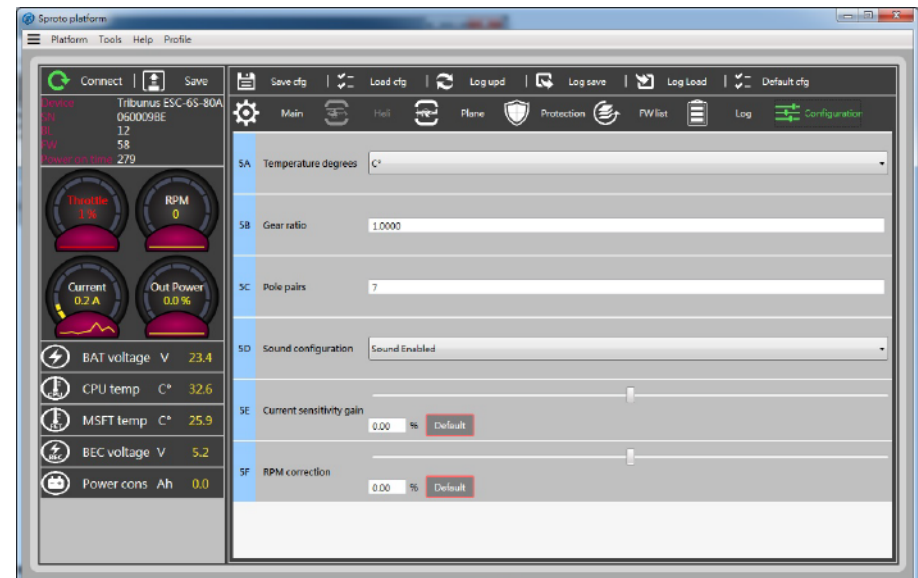 Sproto platform
Platform Tools Help Profile
Connect | Save
Save cfg | Load cfg | Log upd | Log save | Log Load | Default cfg
Device Tribunus ESC-6S-80A
SN 060009BE
BL 12
FW 58
Power on time 279
Main Heli Plane Protection FW list Log Configuration
Throttle
1 %
RPM
0
Current
0.2 A
Out Power
0.0 %
BAT voltage V 23.4
CPU temp C° 32.6
MSFT temp C° 25.9
BEC voltage V 5.2
Power cons Ah 0.0
5A Temperature degrees C°
5B Gear ratio 1.0000
5C Pole pairs 7
5D Sound configuration Sound Enabled
5E Current sensitivity gain
0.00 % Default
5F RPM correction
0.00 % Default